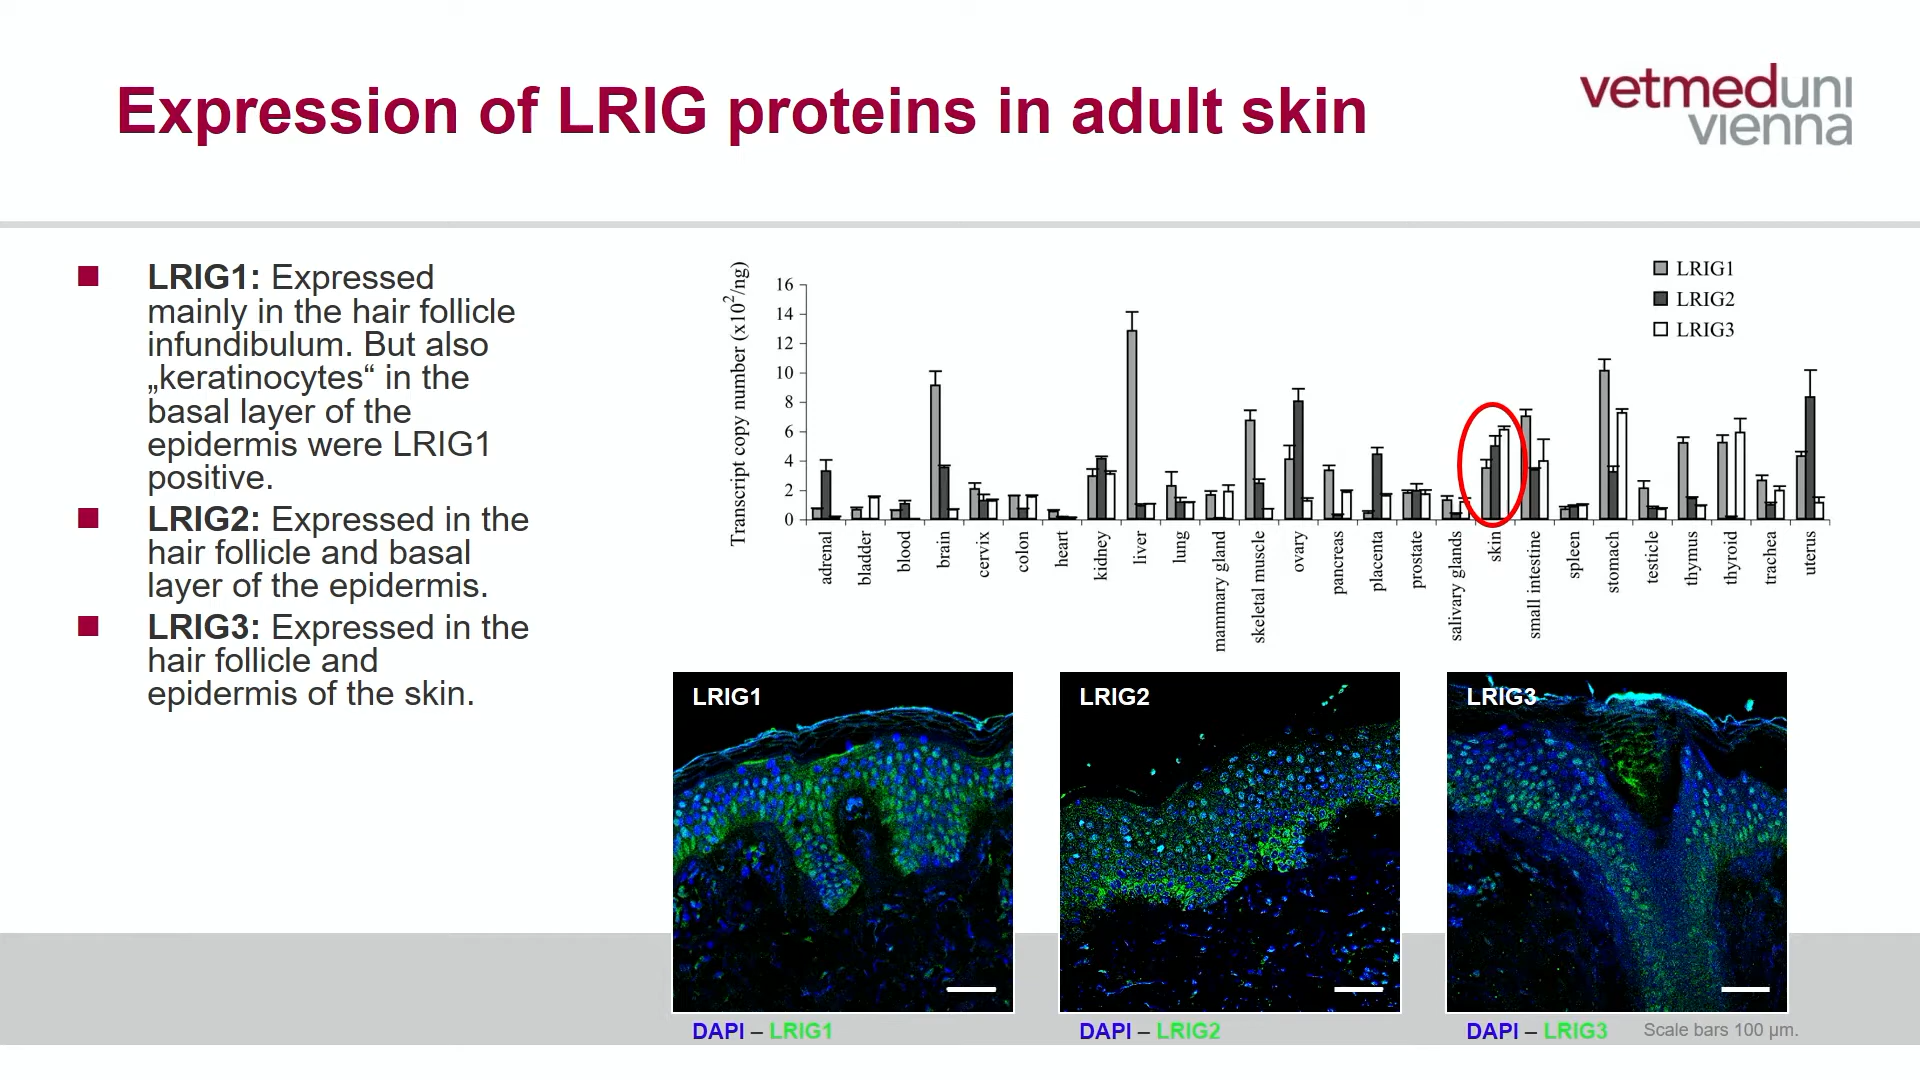 Expression of LRIG proteins in adult skin
vetmeduni
vienna
LRIG1: Expressed
mainly in the hair follicle
infundibulum. But also
„keratinocytes“ in the
basal layer of the
epidermis were LRIG1
positive.
LRIG2: Expressed in the
hair follicle and basal
layer of the epidermis.
LRIG3: Expressed in the
hair follicle and
epidermis of the skin.
Transcript copy number (x10²/ng)
16
14
12
10
8
6
4
2
0
LRIG1
LRIG2
LRIG3
adrenal
bladder
blood
brain
cervix
colon
heart
kidney
liver
lung
mammary gland
skeletal muscle
ovary
pancreas
placenta
prostate
salivary glands
skin
small intestine
spleen
stomach
testicle
thymus
thyroid
trachea
uterus
LRIG1
LRIG2
LRIG3
DAPI – LRIG1
DAPI – LRIG2
DAPI – LRIG3
Scale bars 100 µm.